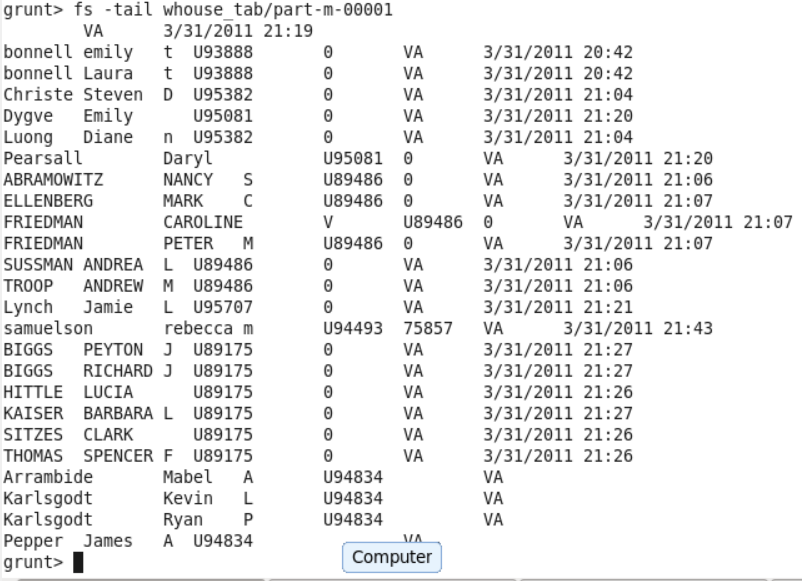 grunt> fs -tail whouse_tab/part-m-00001
VA 3/31/2011 21:19
bonnell emily t U93888 0 VA 3/31/2011 20:42
bonnell Laura t U93888 0 VA 3/31/2011 20:42
Christe Steven D U95382 0 VA 3/31/2011 21:04
Dygve Emily U95081 0 VA 3/31/2011 21:20
Luong Diane n U95382 0 VA 3/31/2011 21:04
Pearsall Daryl U95081 0 VA 3/31/2011 21:20
ABRAMOWITZ NANCY S U89486 0 VA 3/31/2011 21:06
ELLENBERG MARK C U89486 0 VA 3/31/2011 21:07
FRIEDMAN CAROLINE V U89486 0 VA 3/31/2011 21:07
FRIEDMAN PETER M U89486 0 VA 3/31/2011 21:07
SUSSMAN ANDREA L U89486 0 VA 3/31/2011 21:06
TROOP ANDREW M U89486 0 VA 3/31/2011 21:06
Lynch Jamie L U95707 0 VA 3/31/2011 21:21
samuelson rebecca m U94493 75857 VA 3/31/2011 21:43
BIGGS PEYTON J U89175 0 VA 3/31/2011 21:27
BIGGS RICHARD J U89175 0 VA 3/31/2011 21:27
HITTLE LUCIA U89175 0 VA 3/31/2011 21:26
KAISER BARBARA L U89175 0 VA 3/31/2011 21:27
SITZES CLARK U89175 0 VA 3/31/2011 21:26
THOMAS SPENCER F U89175 0 VA 3/31/2011 21:26
Arrambide Mabel A U94834 VA
Karlsgodt Kevin L U94834 VA
Karlsgodt Ryan P U94834 VA
Pepper James A U94834 VA
Computer
grunt>